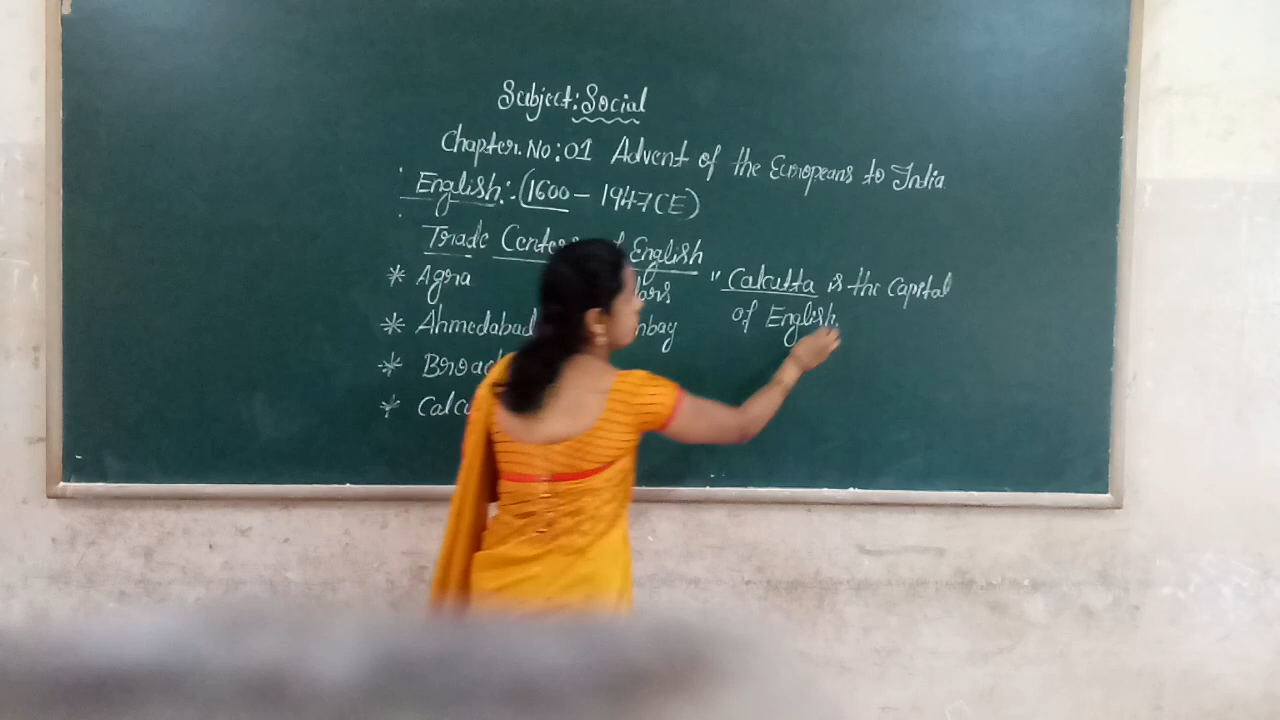 Subject: Social
Chapter. No: 01 Advent of the Europeans to India
English:- (1600 - 1947 CE)
Trade Centers English
* Agra
* Ahmedabad
*
*
" Calcutta is the Capital
of English